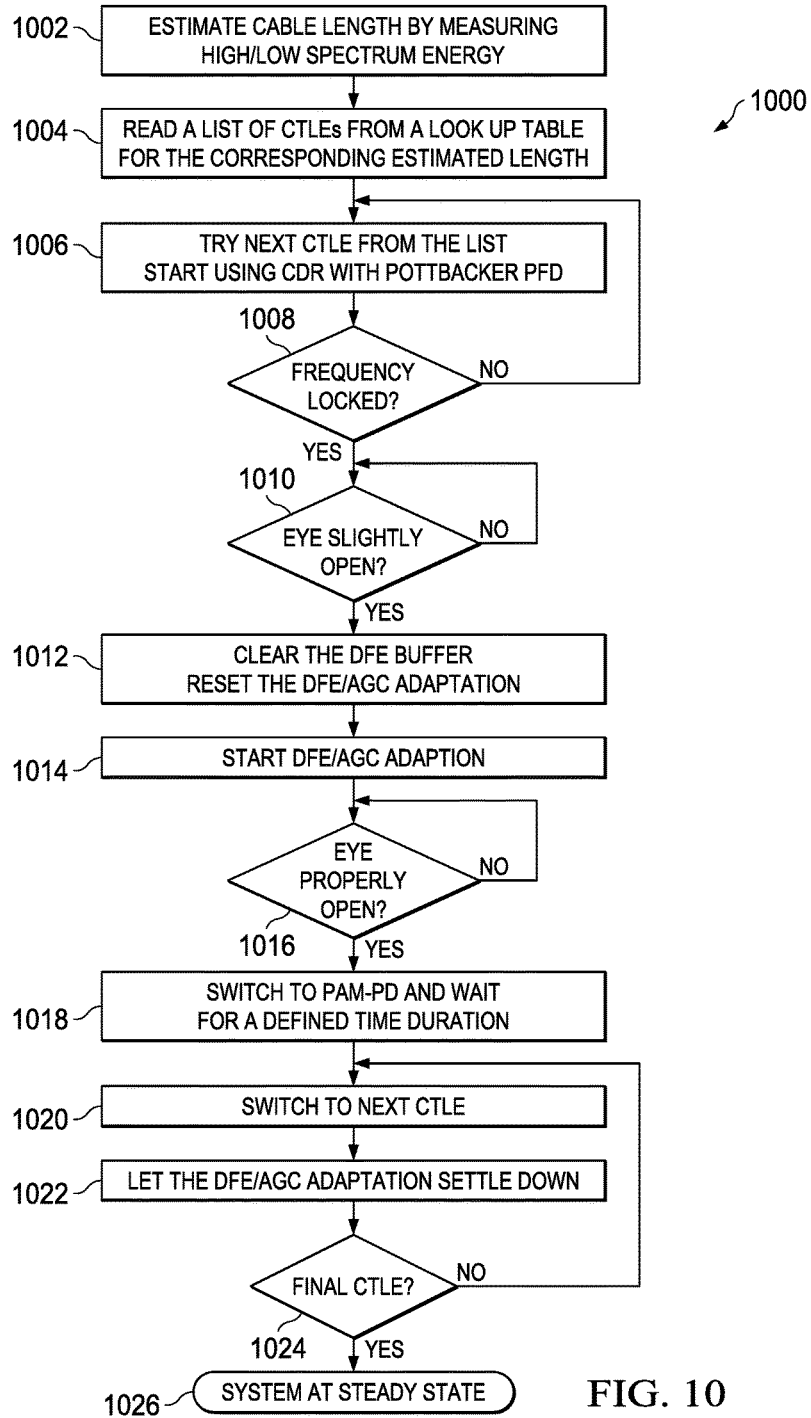 1002
ESTIMATE CABLE LENGTH BY MEASURING
HIGH/LOW SPECTRUM ENERGY
1000
1004
READ A LIST OF CTLEs FROM A LOOK UP TABLE
FOR THE CORRESPONDING ESTIMATED LENGTH
1006
TRY NEXT CTLE FROM THE LIST
START USING CDR WITH POTTBACKER PFD
1008
FREQUENCY
LOCKED?
NO
YES
1010
EYE SLIGHTLY
OPEN?
NO
YES
1012
CLEAR THE DFE BUFFER
RESET THE DFE/AGC ADAPTATION
1014
START DFE/AGC ADAPTION
EYE
PROPERLY
OPEN?
NO
1016
YES
1018
SWITCH TO PAM-PD AND WAIT
FOR A DEFINED TIME DURATION
1020
SWITCH TO NEXT CTLE
1022
LET THE DFE/AGC ADAPTATION SETTLE DOWN
FINAL CTLE?
NO
1024
YES
1026
SYSTEM AT STEADY STATE
FIG. 10